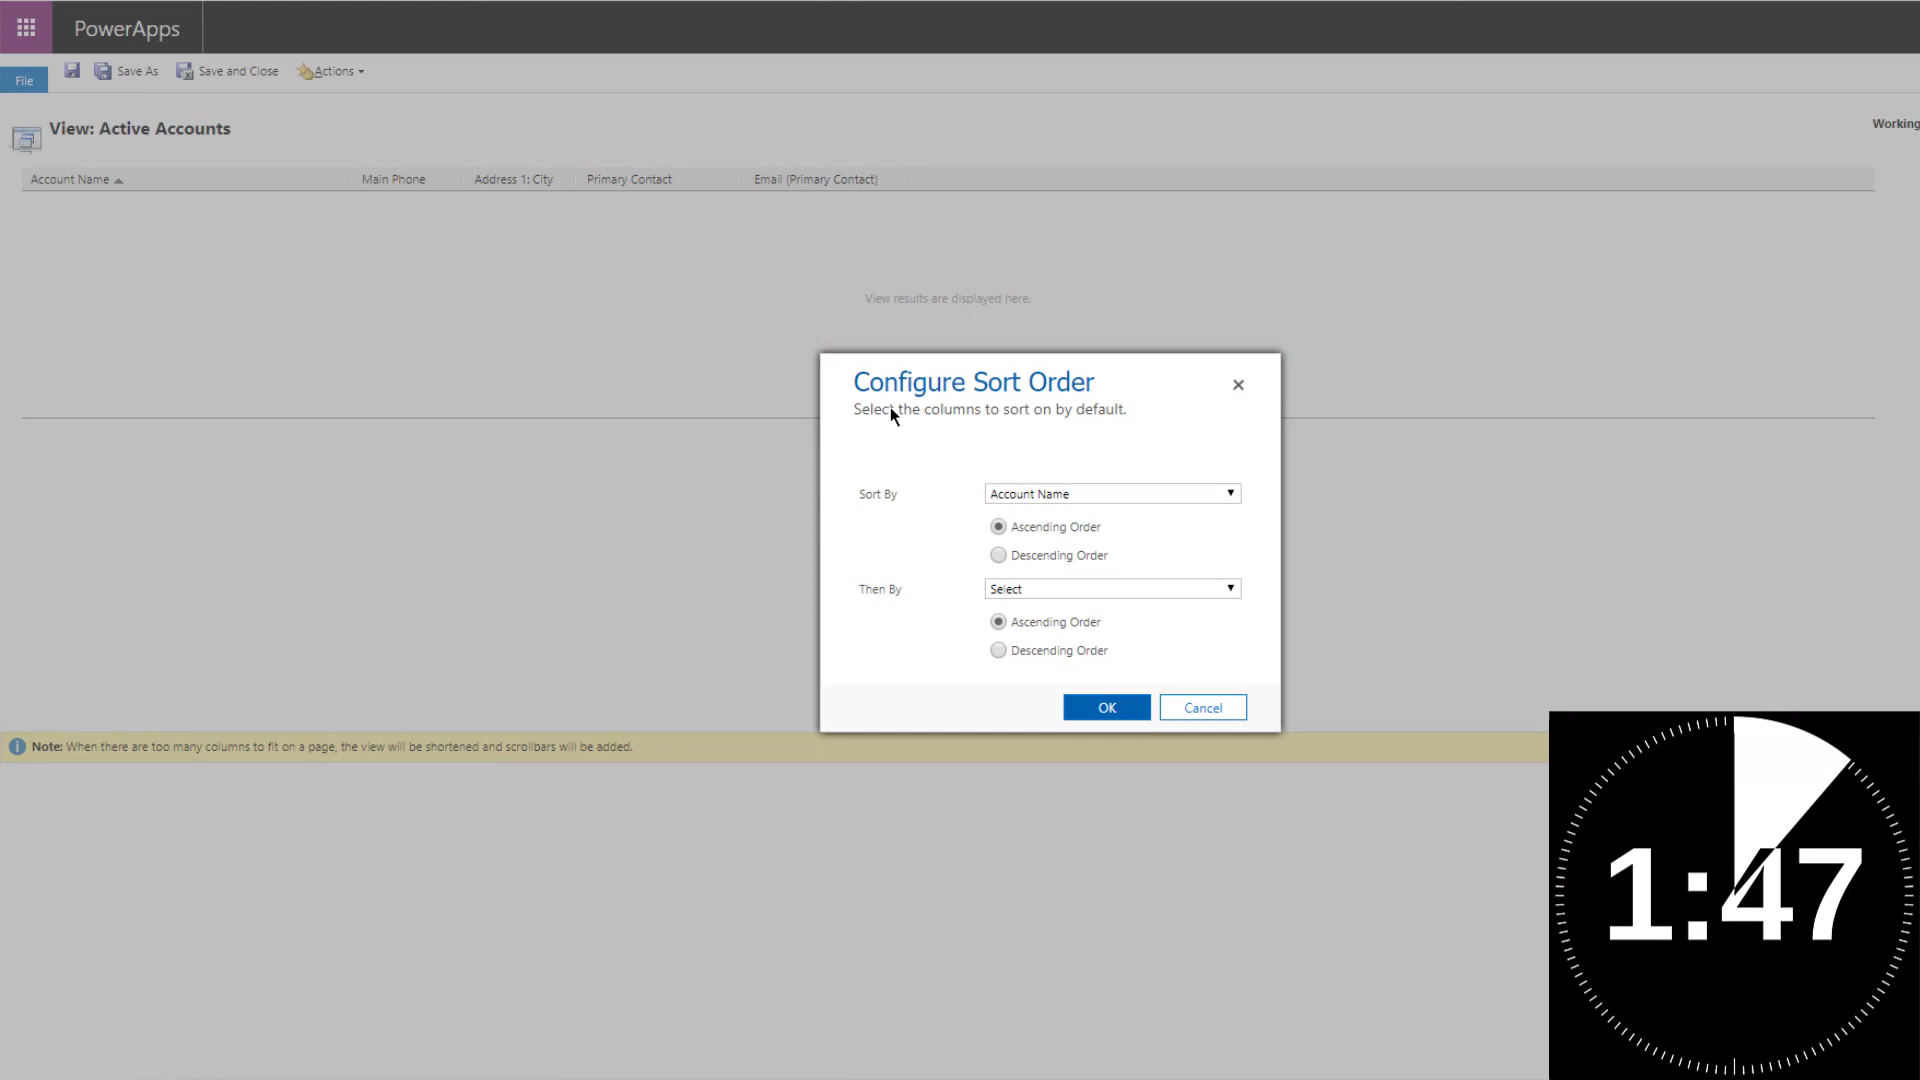 PowerApps
File
Save As
Save and Close
Actions
View: Active Accounts
Working
Account Name
Main Phone
Address 1: City
Primary Contact
Email (Primary Contact)
View results are displayed here.
Configure Sort Order
Select the columns to sort on by default.
Sort By
Account Name
Ascending Order
Descending Order
Then By
Select
Ascending Order
Descending Order
OK
Cancel
Note: When there are too many columns to fit on a page, the view will be shortened and scrollbars will be added.
1:47